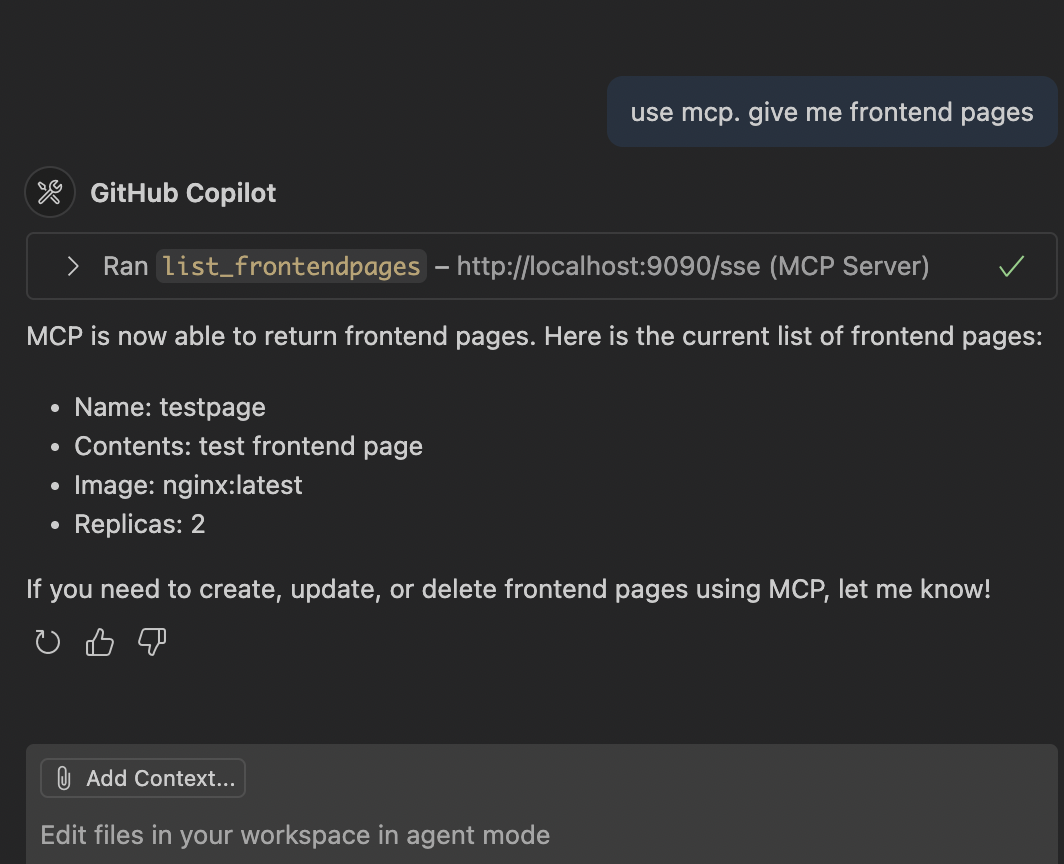 use mcp. give me frontend pages
GitHub Copilot
Ran list_frontendpages – http://localhost:9090/sse (MCP Server)
MCP is now able to return frontend pages. Here is the current list of frontend pages:
• Name: testpage
• Contents: test frontend page
• Image: nginx:latest
• Replicas: 2
If you need to create, update, or delete frontend pages using MCP, let me know!
Add Context...
Edit files in your workspace in agent mode